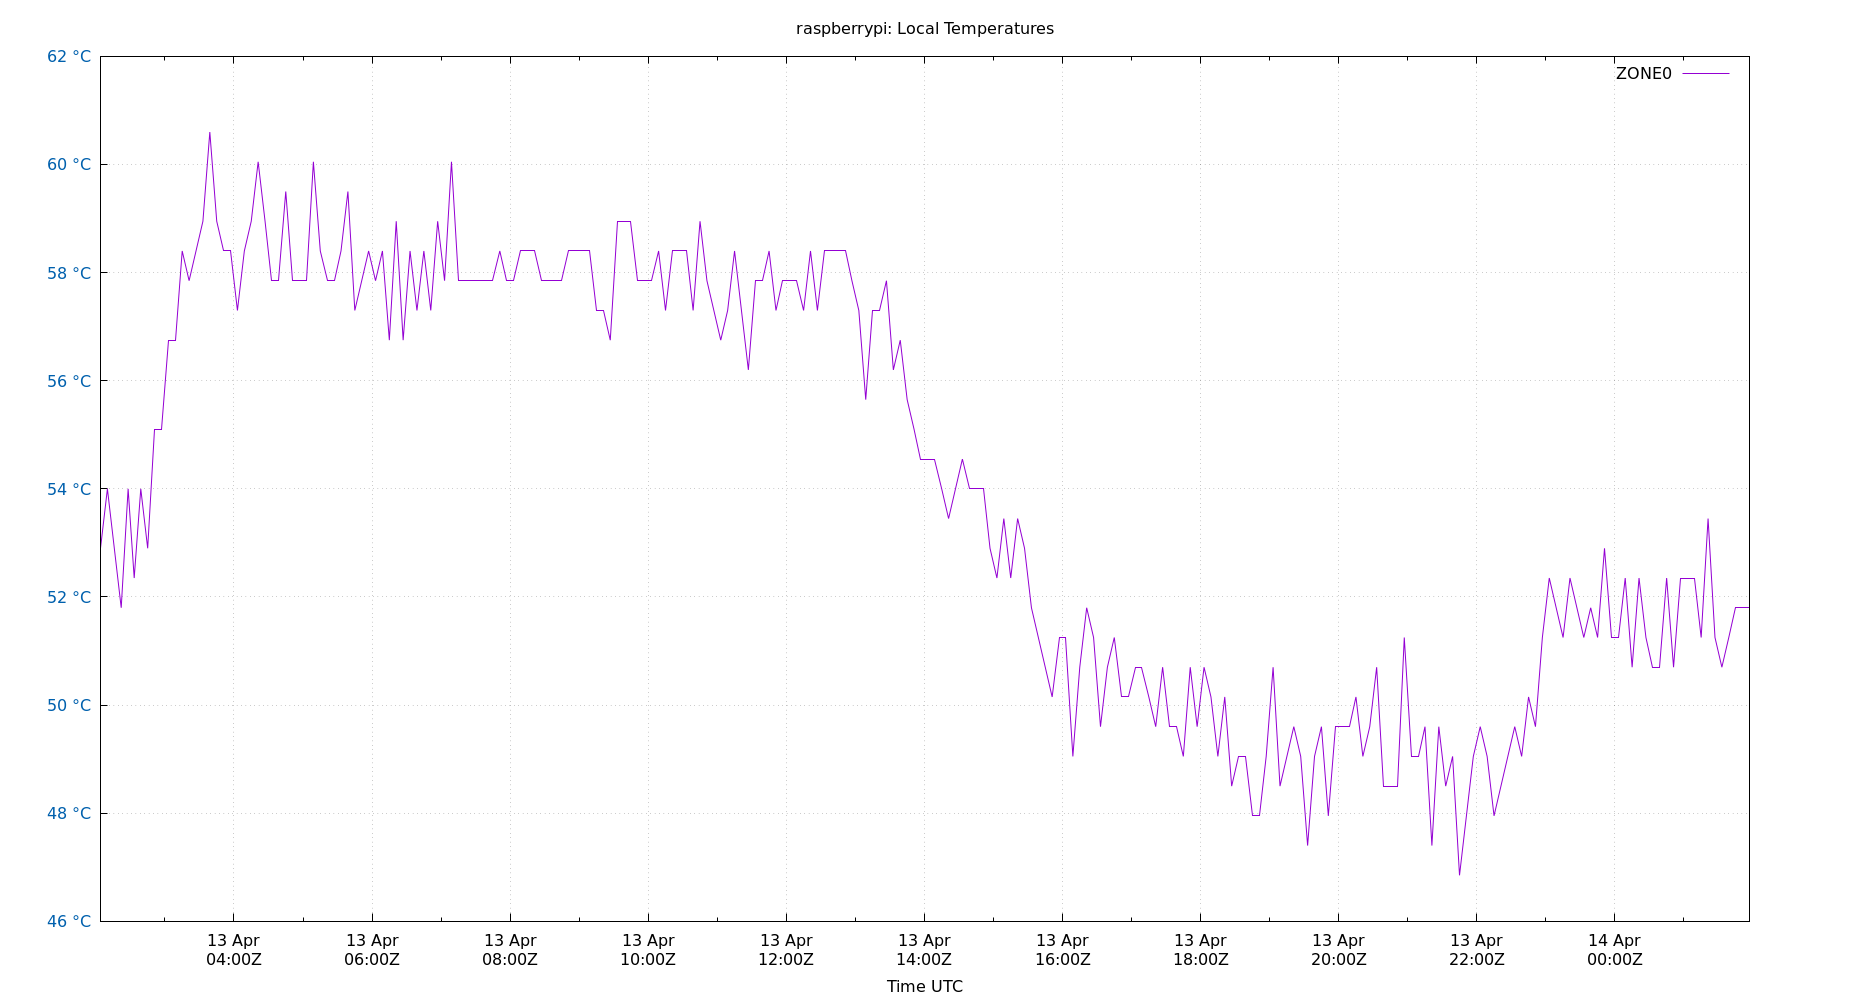 raspberrypi: Local Temperatures
62 °C
ZONE0
60 °C
58 °C
56 °C
54 °C
52 °C
50 °C
48 °C
46 °C
13 Apr 13 Apr 13 Apr 13 Apr 13 Apr 13 Apr 13 Apr 13 Apr 13 Apr 13 Apr 14 Apr
04:00Z 06:00Z 08:00Z 10:00Z 12:00Z 14:00Z 16:00Z 18:00Z 20:00Z 22:00Z 00:00Z
Time UTC